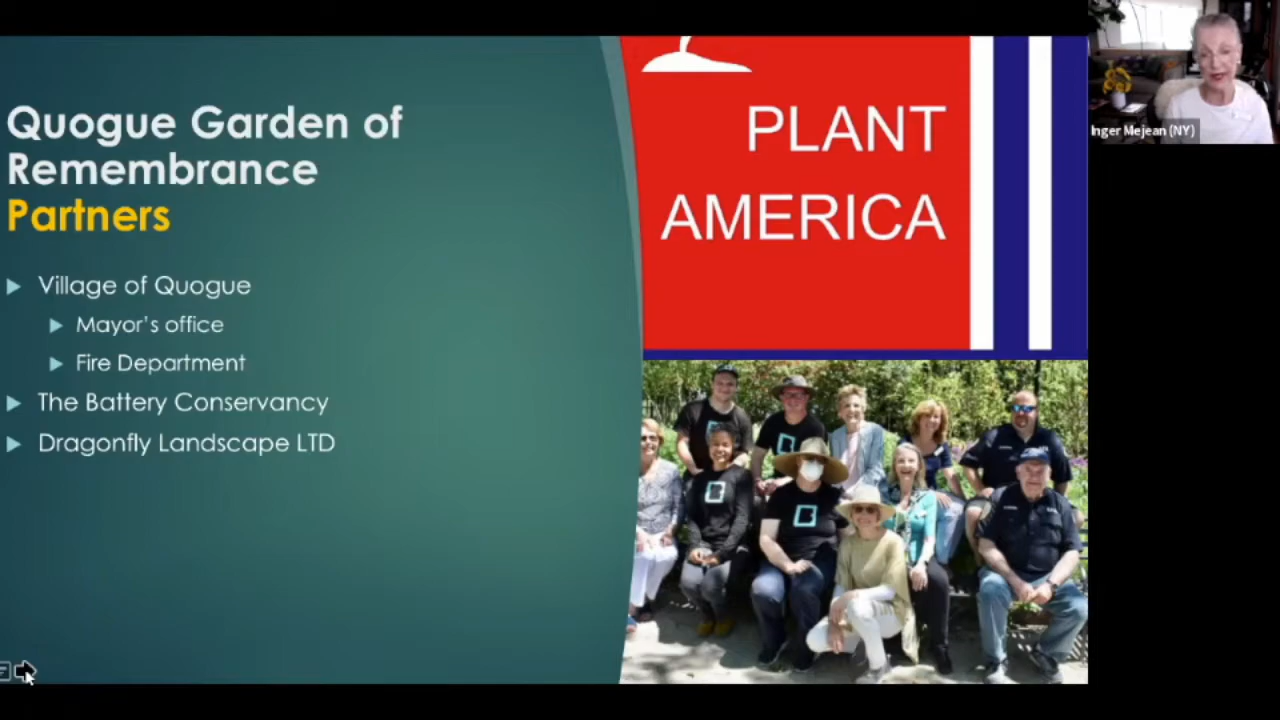 Quogue Garden of
Remembrance
Partners
Village of Quogue
Mayor's office
Fire Department
The Battery Conservancy
Dragonfly Landscape LTD
PLANT
AMERICA
Inger Mejean (NY)